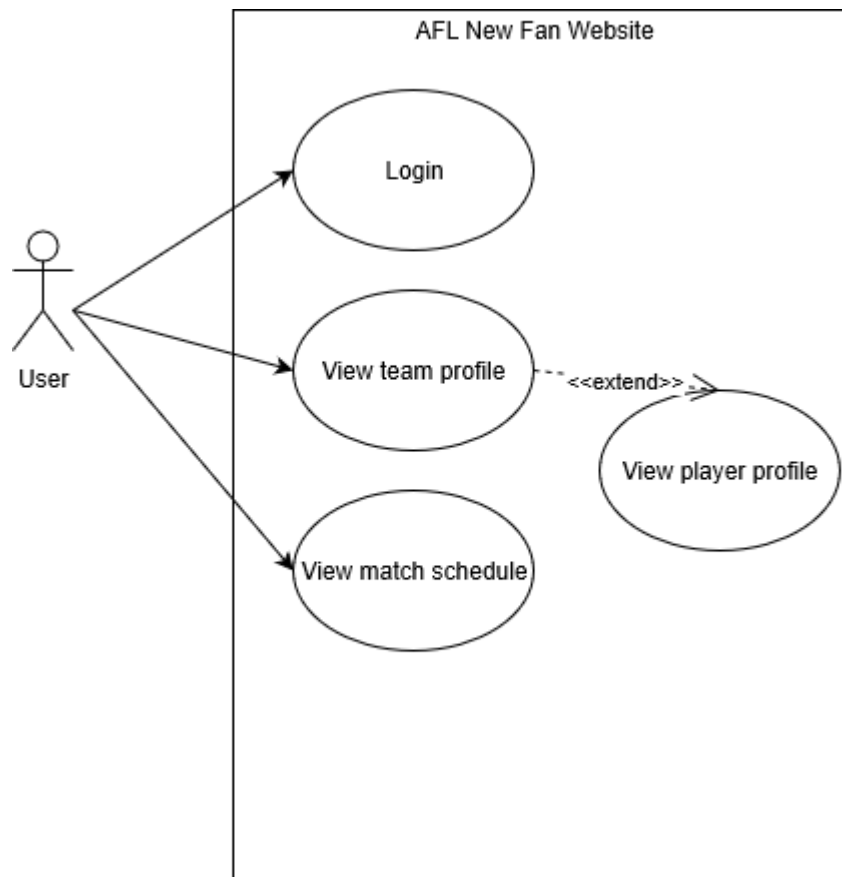 AFL New Fan Website
Login
User
View team profile
<<extend>>
View player profile
View match schedule